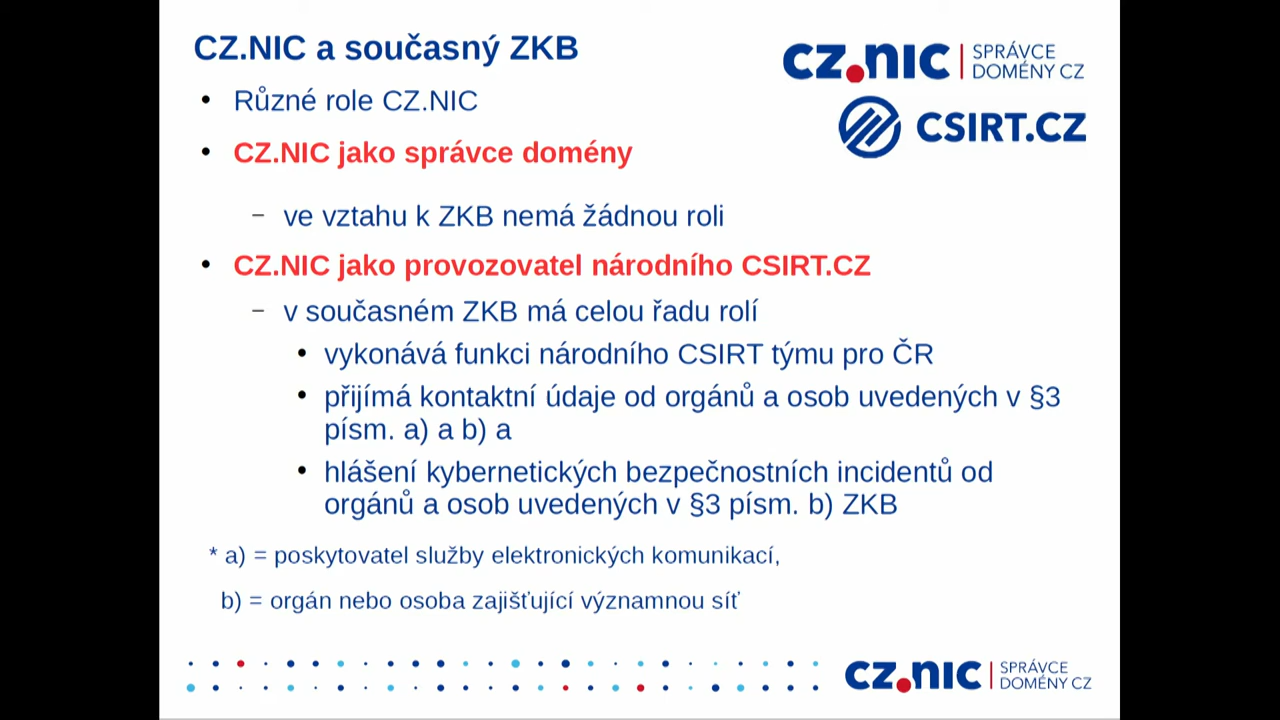 CZ.NIC a současný ZKB
CZ.NIC | SPRÁVCE
DOMÉNY CZ
CSIRT.CZ
• Různé role CZ.NIC
• CZ.NIC jako správce domény
– ve vztahu k ZKB nemá žádnou roli
• CZ.NIC jako provozovatel národního CSIRT.CZ
– v současném ZKB má celou řadu rolí
• vykonává funkci národního CSIRT týmu pro ČR
• přijímá kontaktní údaje od orgánů a osob uvedených v §3
písm. a) a b) a
• hlášení kybernetických bezpečnostních incidentů od
orgánů a osob uvedených v §3 písm. b) ZKB
* a) = poskytovatel služby elektronických komunikací,
b) = orgán nebo osoba zajišťující významnou síť
CZ.NIC | SPRÁVCE
DOMÉNY CZ